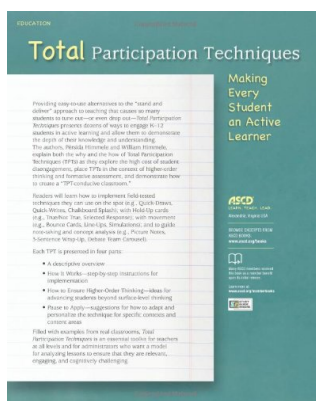 EDUCATION
Total Participation Techniques
Making
Every
Student
an Active
Learner
Providing easy-to-use alternatives to the "stand and
deliver" approach to teaching that causes so many
students to tune out—or even drop out—Total Participation
Techniques presents dozens of ways to engage K–12
students in active learning and allow them to demonstrate
the depth of their knowledge and understanding.
The authors, Pérsida Himmele and William Himmele,
explain both the why and the how of Total Participation
Techniques (TPTs) as they explore the high cost of student
disengagement, place TPTs in the context of higher-order
thinking and formative assessment, and demonstrate how
to create a "TPT-conducive classroom."
Readers will learn how to implement field-tested
techniques they can use on the spot (e.g., Quick-Draws,
Quick-Writes, Chalkboard Splash); with Hold-Up cards
(e.g., True/Not True, Selected Response); with movement
(e.g., Bounce Cards, Line-Ups, Simulations); and to guide
note-taking and concept analysis (e.g., Picture Notes,
3-Sentence Wrap-Up, Debate Team Carousel).
Each TPT is presented in four parts:
• A descriptive overview
• How It Works—step-by-step instructions for
implementation
• How to Ensure Higher-Order Thinking—ideas for
advancing students beyond surface-level thinking
• Pause to Apply—suggestions for how to adapt and
personalize the technique for specific contexts and
content areas
Filled with examples from real classrooms, Total
Participation Techniques is an essential toolkit for teachers
at all levels and for administrators who want a model
for analyzing lessons to ensure that they are relevant,
engaging, and cognitively challenging.
ASCD
LEARN. TEACH. LEAD.
Alexandria, Virginia USA
BROWSE EXCERPTS FROM
ASCD BOOKS:
www.ascd.org/books